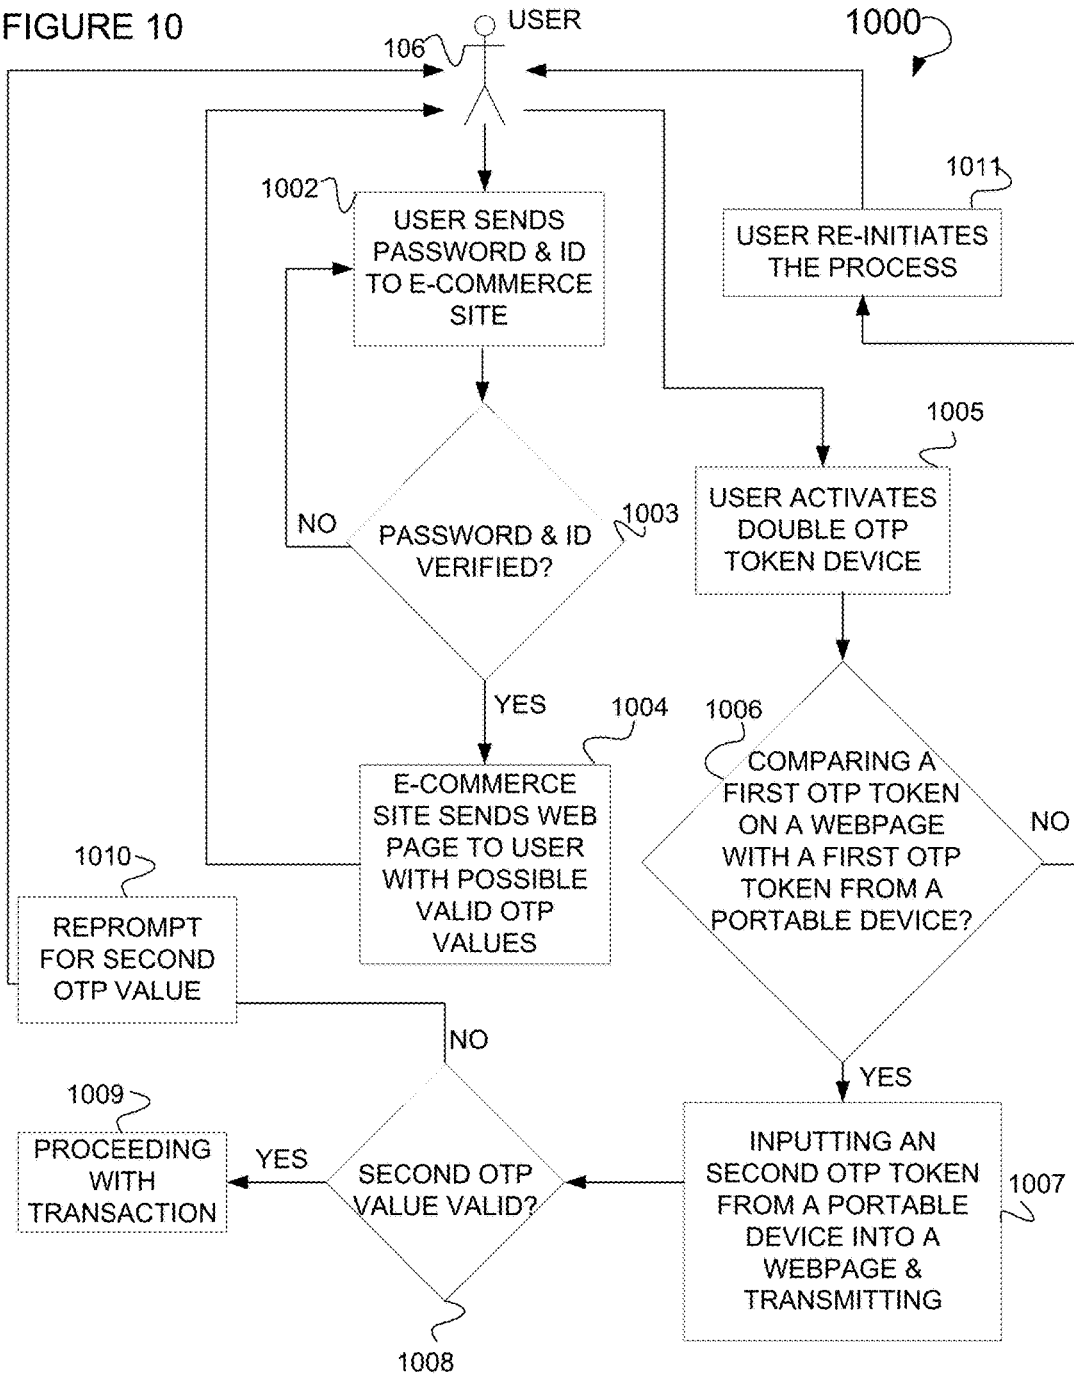 FIGURE 10
USER
1000
106
1002
USER SENDS
PASSWORD & ID
TO E-COMMERCE
SITE
1011
USER RE-INITIATES
THE PROCESS
1003
PASSWORD & ID
VERIFIED?
NO
YES
1005
USER ACTIVATES
DOUBLE OTP
TOKEN DEVICE
1004
E-COMMERCE
SITE SENDS WEB
PAGE TO USER
WITH POSSIBLE
VALID OTP
VALUES
1006
COMPARING A
FIRST OTP TOKEN
ON A WEBPAGE
WITH A FIRST OTP
TOKEN FROM A
PORTABLE DEVICE?
NO
YES
1010
REPROMPT
FOR SECOND
OTP VALUE
NO
1009
PROCEEDING
WITH
TRANSACTION
YES
SECOND OTP
VALUE VALID?
1008
INPUTTING AN
SECOND OTP TOKEN
FROM A PORTABLE
DEVICE INTO A
WEBPAGE &
TRANSMITTING
1007